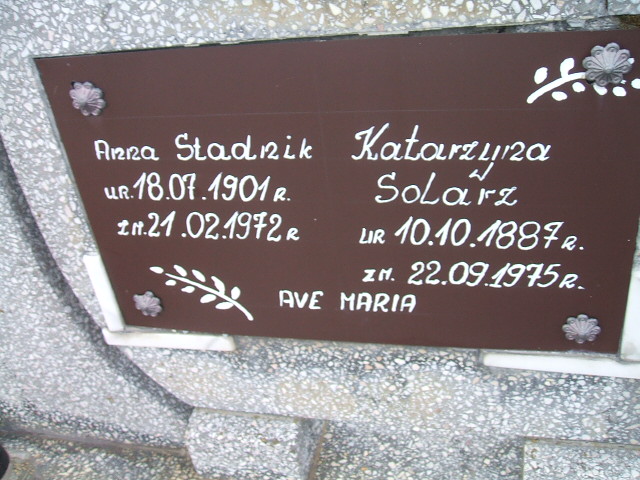 Anna Stadnik
ur. 18.07.1901 r.
zm. 21.02.1972 r
Katarzyna
Solarz
ur 10.10.1887 r.
zm. 22.09.1975 r.
AVE MARIA